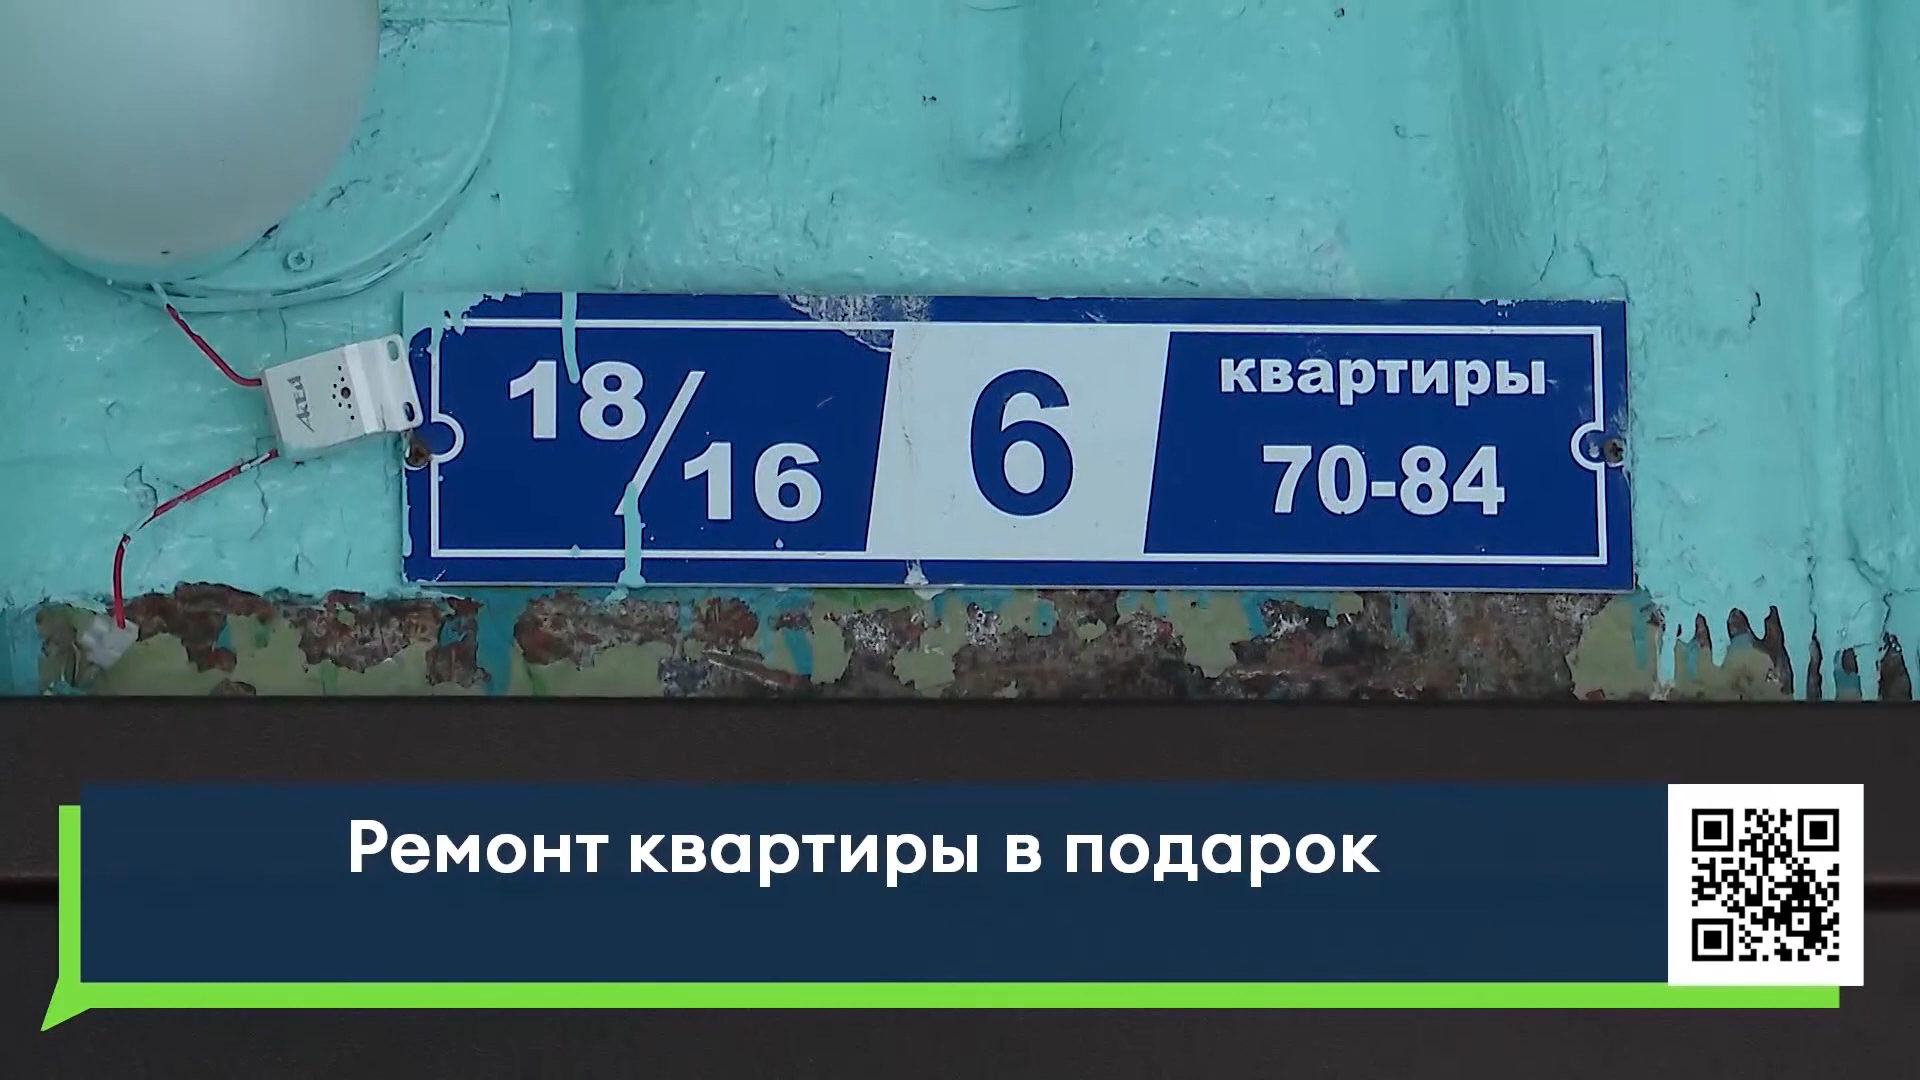 18/16
6
квартиры
70-84
Ремонт квартиры в подарок